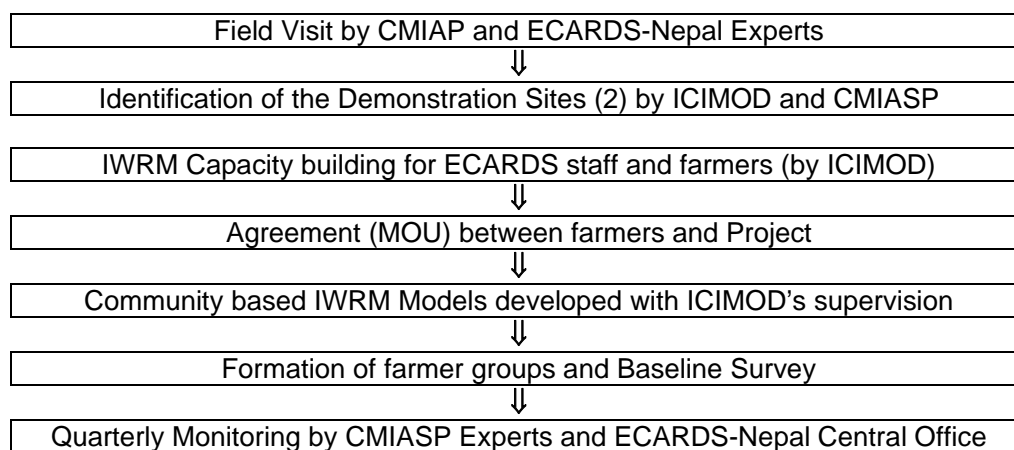 Field Visit by CMIAP and ECARDS-Nepal Experts
⇓
Identification of the Demonstration Sites (2) by ICIMOD and CMIASP
IWRM Capacity building for ECARDS staff and farmers (by ICIMOD)
⇓
Agreement (MOU) between farmers and Project
⇓
Community based IWRM Models developed with ICIMOD’s supervision
⇓
Formation of farmer groups and Baseline Survey
⇓
Quarterly Monitoring by CMIASP Experts and ECARDS-Nepal Central Office